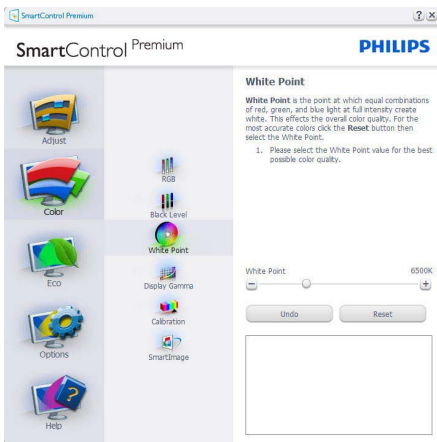 SmartControl Premium
? x
SmartControl Premium
PHILIPS
Adjust
Color
Eco
Options
Help
RGB
Black Level
White Point
Display Gamma
Calibration
SmartImage
White Point
White Point is the point at which equal combinations
of red, green, and blue light at full intensity create
white. This effects the overall color quality. For the
most accurate colors click the Reset button then
select the White Point.
1. Please select the White Point value for the best
possible color quality.
White Point 6500K
- +
Undo Reset